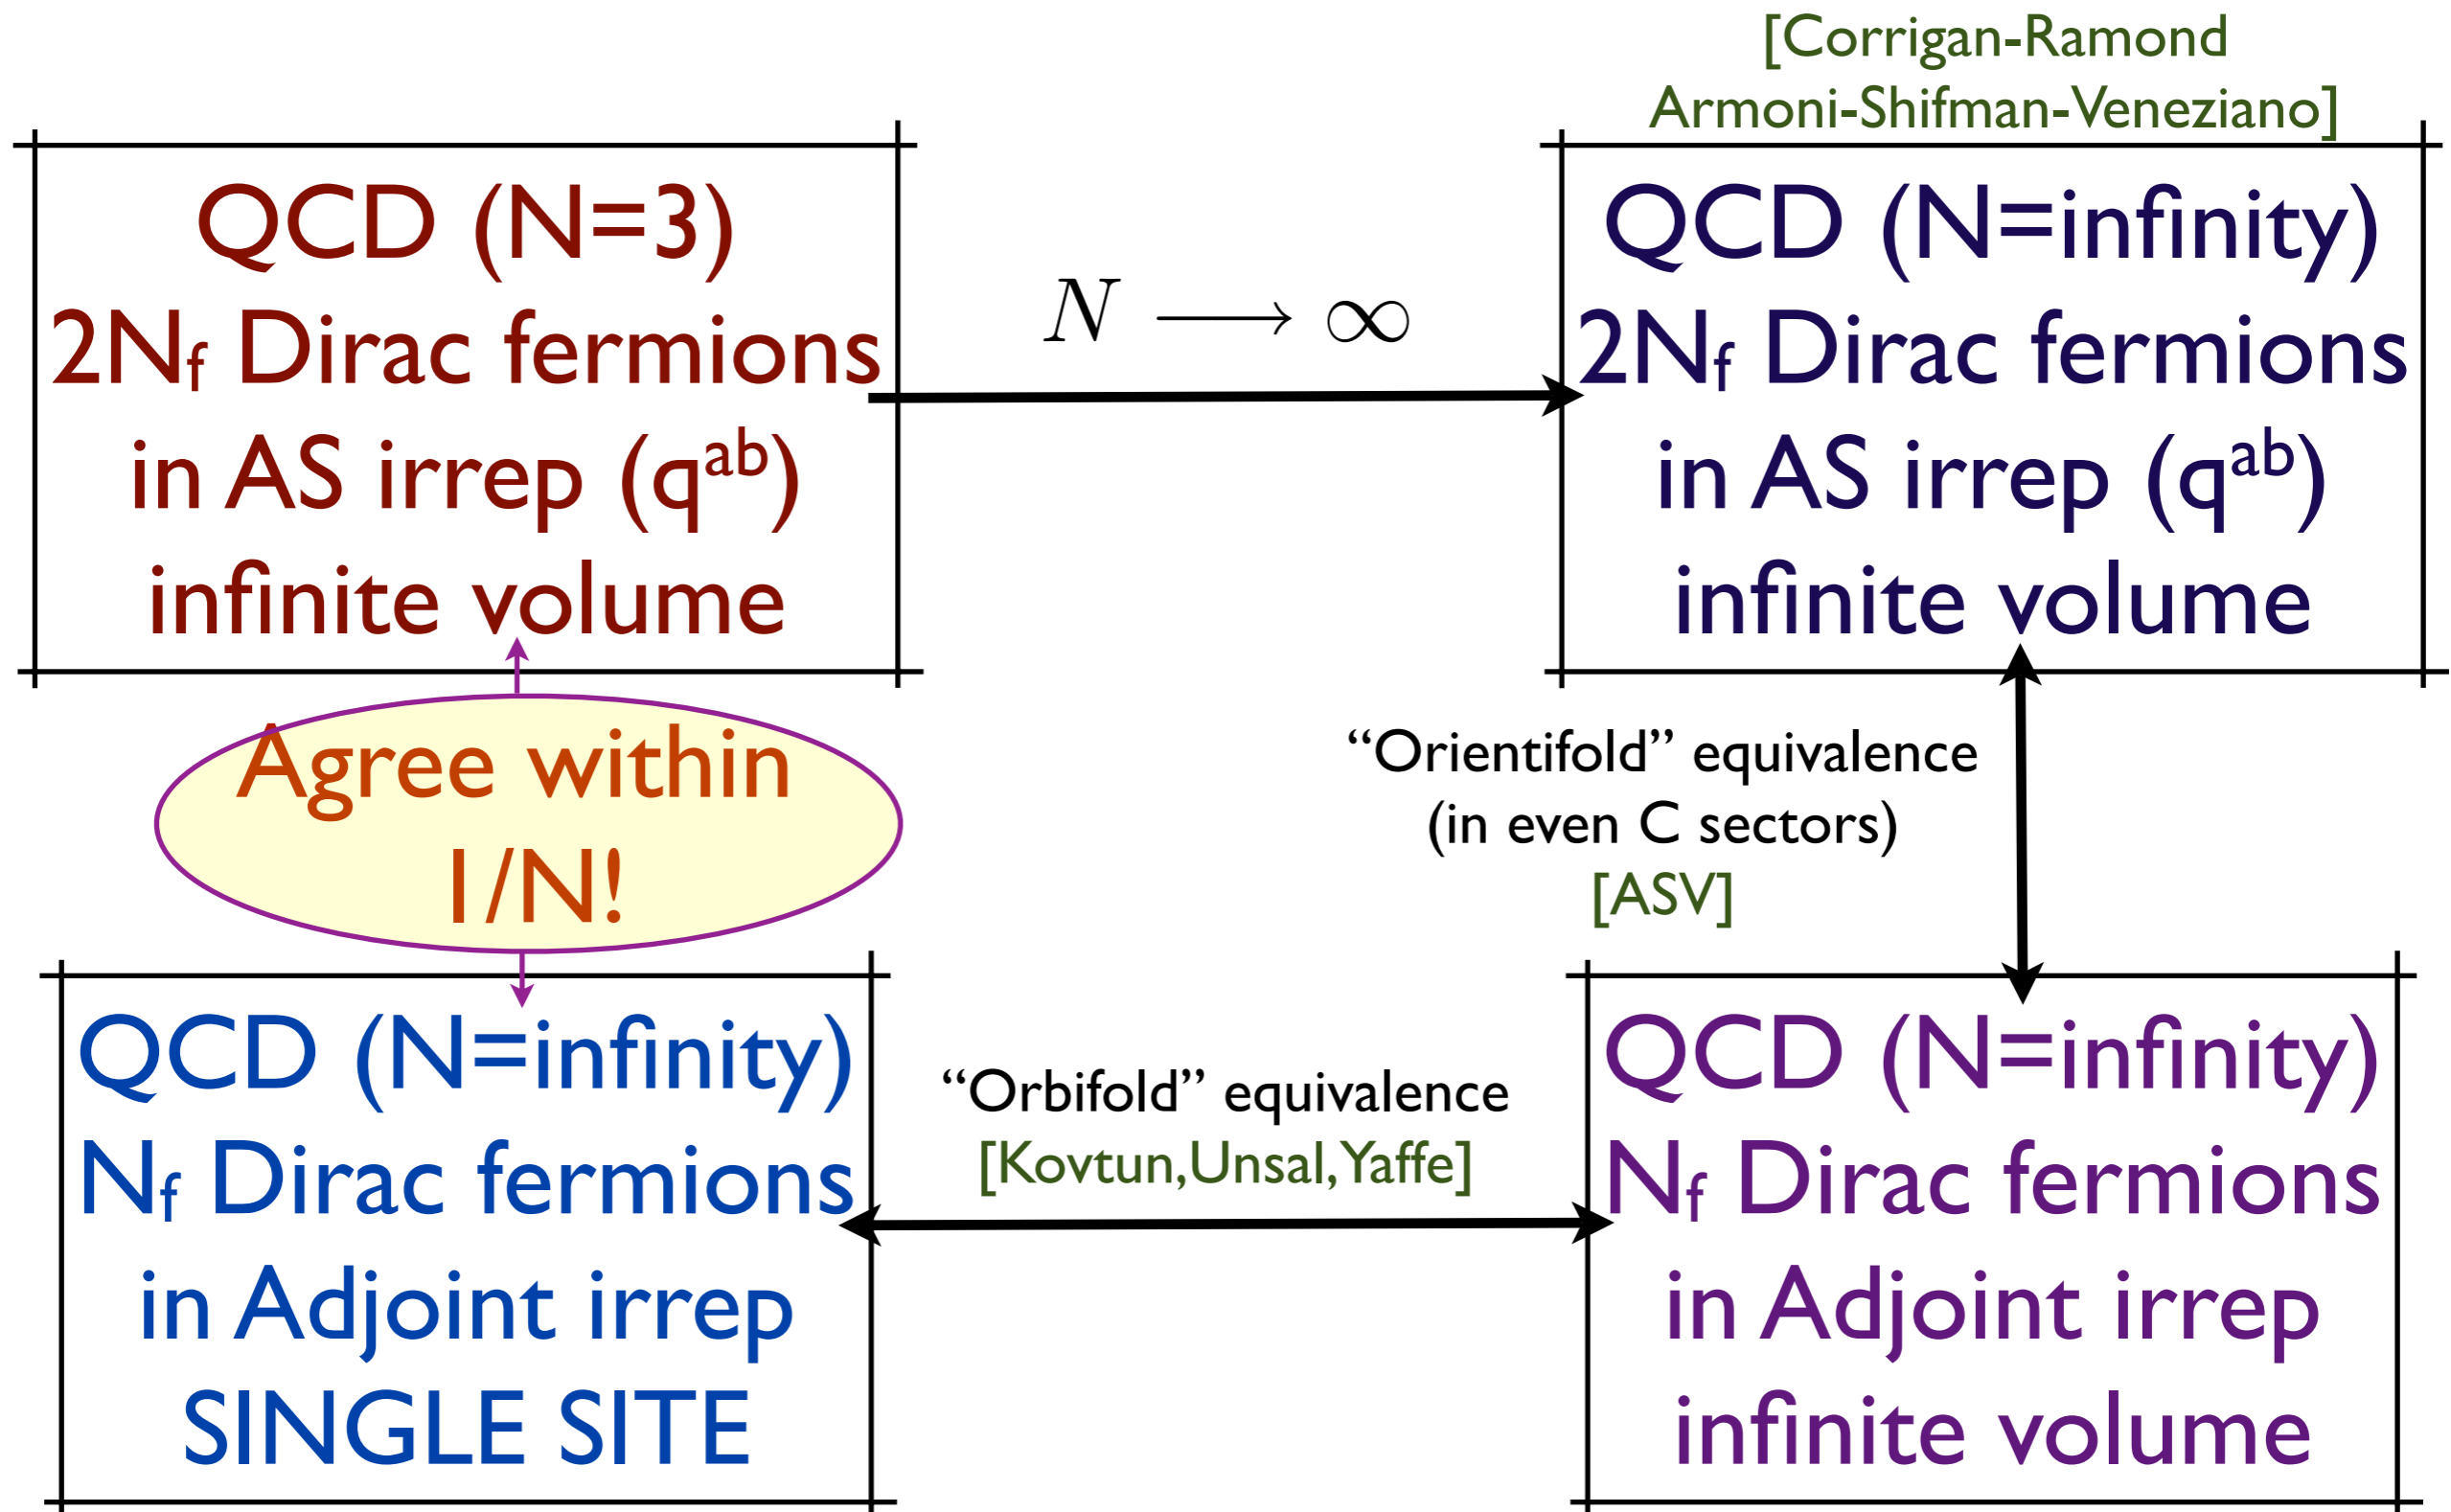 [Corrigan-Ramond
Armoni-Shifman-Veneziano]
QCD (N=3)
2Nf Dirac fermions
in AS irrep (qab)
infinite volume
N ⟶ ∞
QCD (N=infinity)
2Nf Dirac fermions
in AS irrep (qab)
infinite volume
Agree within
1/N!
“Orientifold” equivalence
(in even C sectors)
[ASV]
QCD (N=infinity)
Nf Dirac fermions
in Adjoint irrep
SINGLE SITE
“Orbifold” equivalence
[Kovtun,Unsal,Yaffe]
QCD (N=infinity)
Nf Dirac fermions
in Adjoint irrep
infinite volume